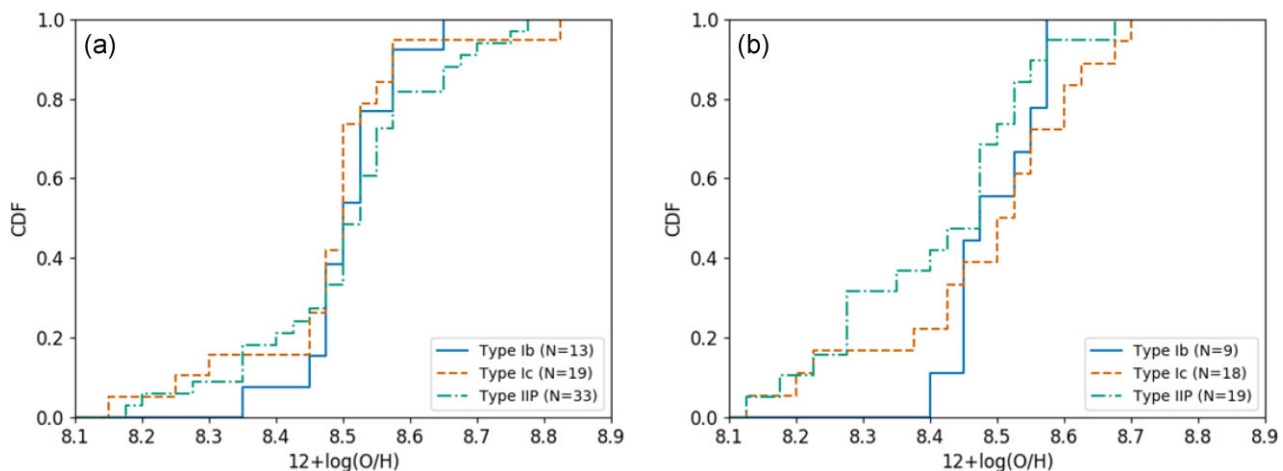 (a)
CDF
1.0
0.8
0.6
0.4
0.2
0.0
Type Ib (N=13)
Type Ic (N=19)
Type IIP (N=33)
8.1 8.2 8.3 8.4 8.5 8.6 8.7 8.8 8.9
12+log(O/H)
(b)
CDF
1.0
0.8
0.6
0.4
0.2
0.0
Type Ib (N=9)
Type Ic (N=18)
Type IIP (N=19)
8.1 8.2 8.3 8.4 8.5 8.6 8.7 8.8 8.9
12+log(O/H)